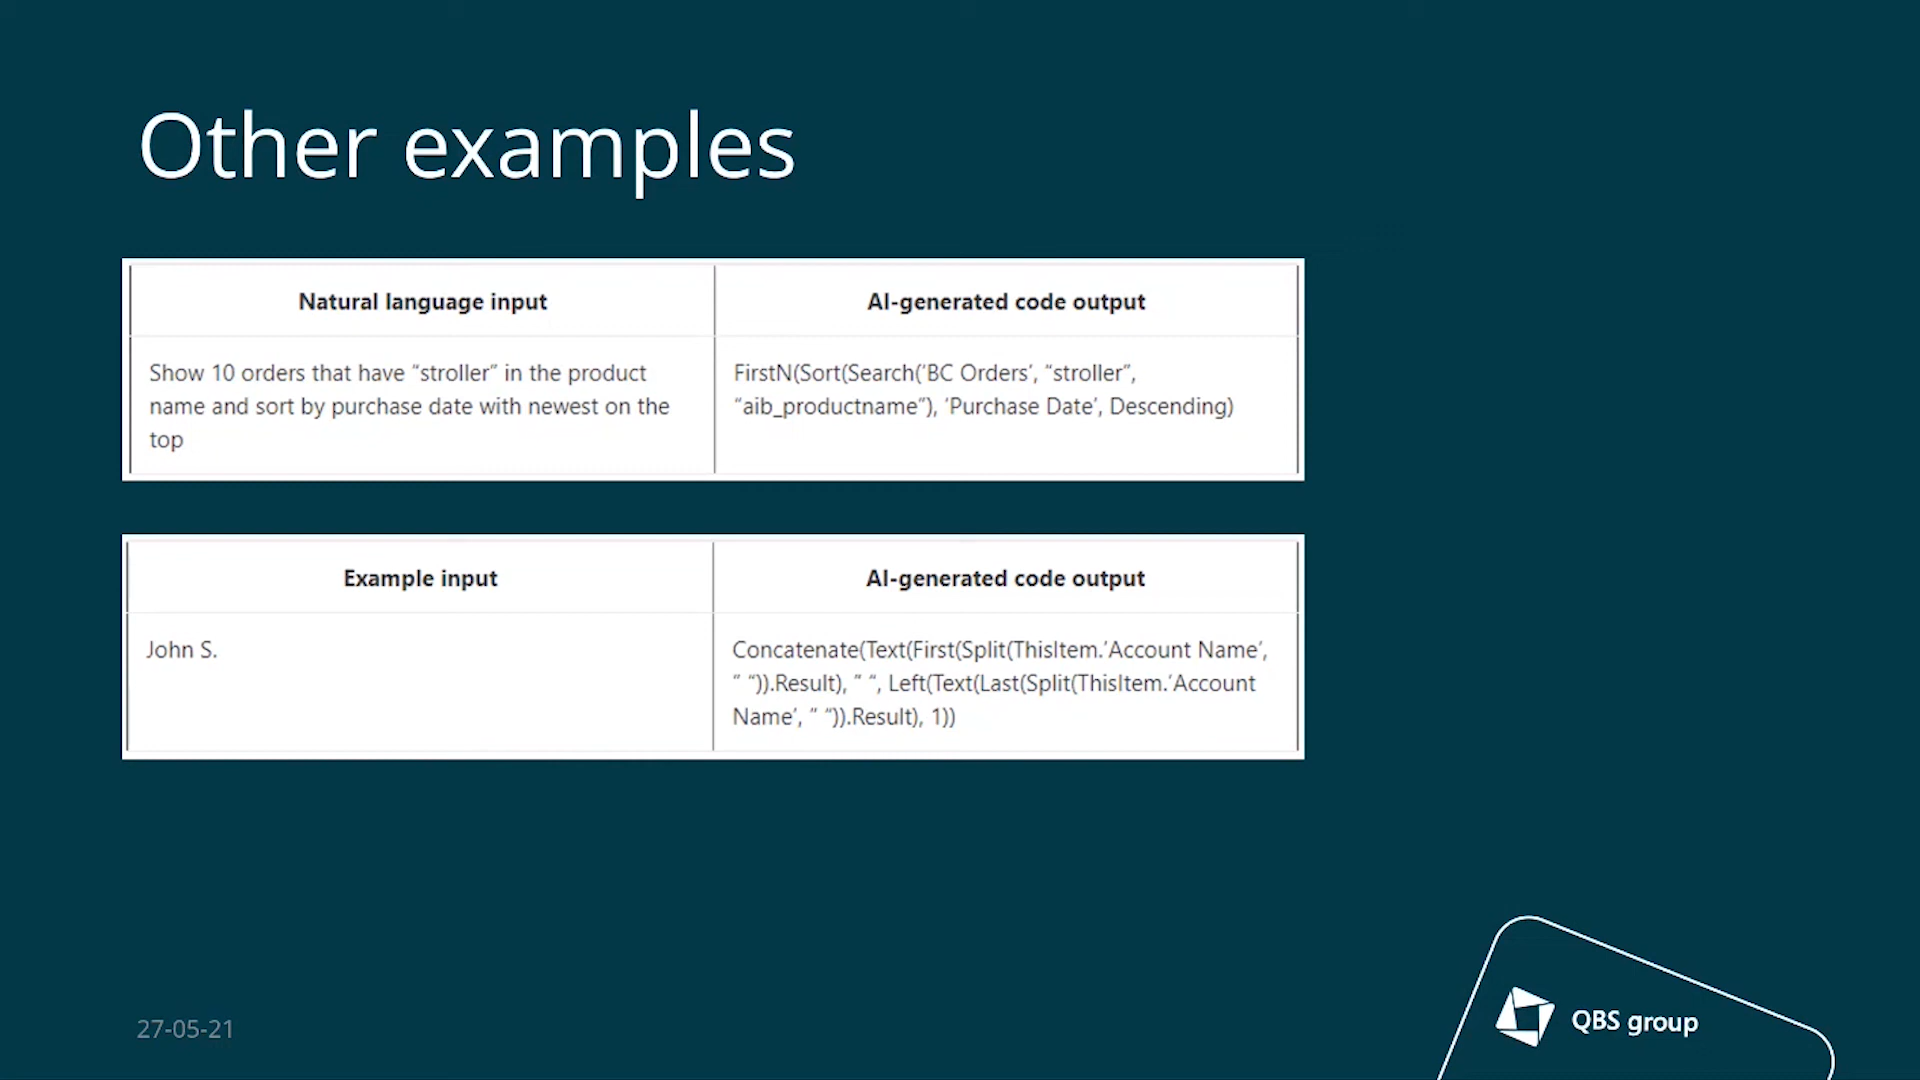 Other examples
Natural language input
AI-generated code output
Show 10 orders that have “stroller” in the product
name and sort by purchase date with newest on the
top
FirstN(Sort(Search(‘BC Orders’, “stroller”,
“aib_productname”), ‘Purchase Date’, Descending)
Example input
AI-generated code output
John S.
Concatenate(Text(First(Split(ThisItem.’Account Name’,
” “)).Result), ” “, Left(Text(Last(Split(ThisItem.’Account
Name’, ” “)).Result), 1))
27-05-21
QBS group